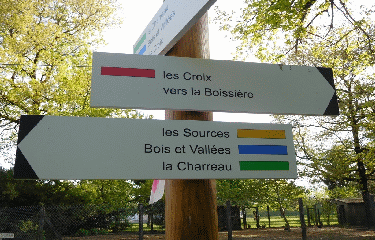 les Croix
vers la Boissière
les Sources
Bois et Vallées
la Charreau